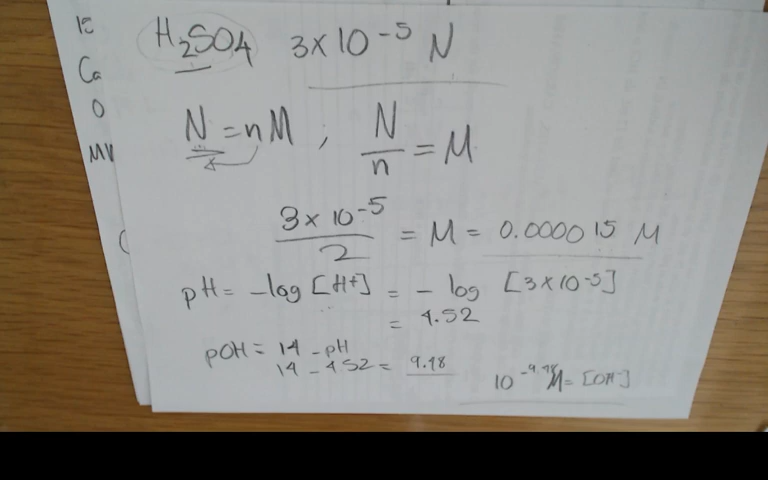 H2SO4 3x10-5 N
N = nM ; N/n = M
3x10-5/2 = M = 0.000015 M
pH = -log [H+] = - log [3x10-5]
= 4.52
pOH = 14 - pH
14 - 4.52 = 9.48
10-9.48 M = [OH-]
Ca
O